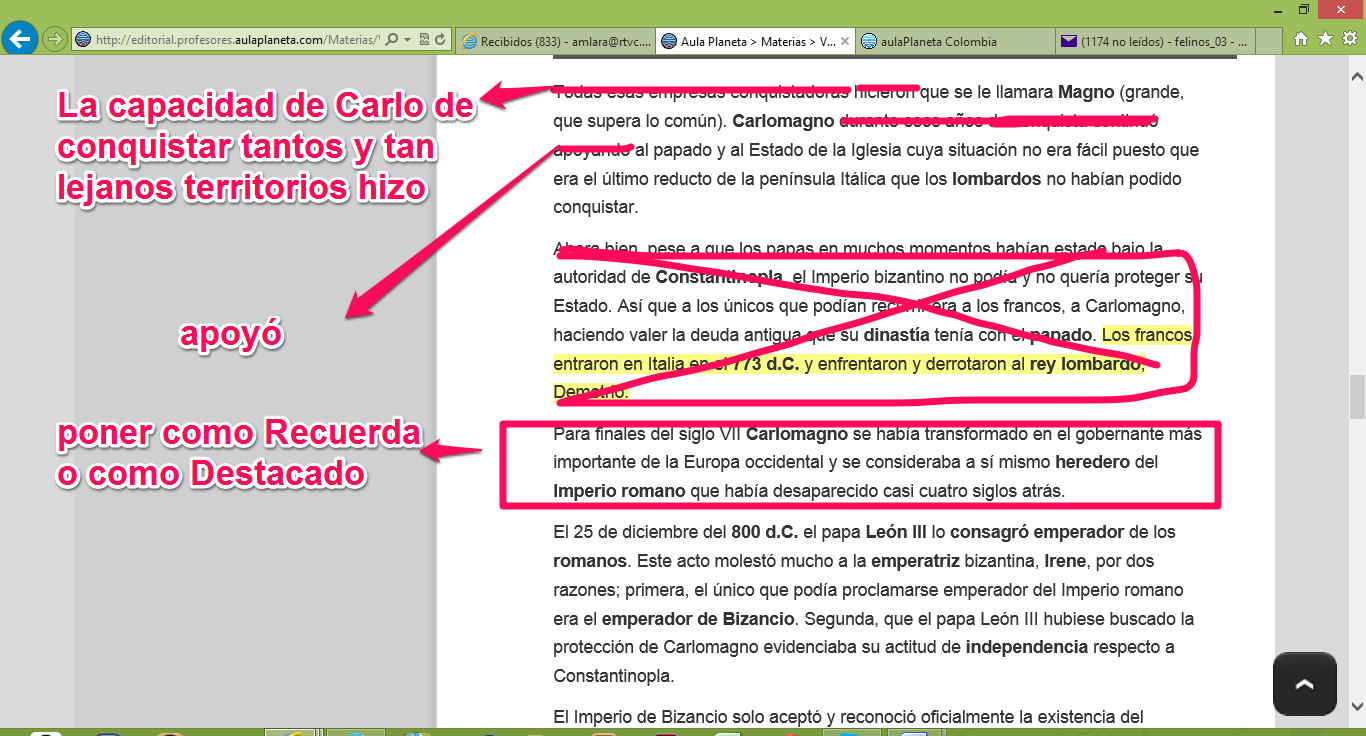 http://editorial.profesores.aulaplaneta.com/Materias/
Recibidos (833) - amlara@rtvc....
Aula Planeta > Materias > V...
aulaPlaneta Colombia
(1174 no leídos) - felinos_03 - ...
La capacidad de Carlo de
conquistar tantos y tan
lejanos territorios hizo
Todas esas empresas conquistadoras hicieron que se le llamara Magno (grande,
que supera lo común). Carlomagno durante esos años de conquista continuó
apoyando al papado y al Estado de la Iglesia cuya situación no era fácil puesto que
era el último reducto de la península Itálica que los lombardos no habían podido
conquistar.
apoyó
Ahora bien, pese a que los papas en muchos momentos habían estado bajo la
autoridad de Constantinopla, el Imperio bizantino no podía y no quería proteger su
Estado. Así que a los únicos que podían recurrir era a los francos, a Carlomagno,
haciendo valer la deuda antigua que su dinastía tenía con el papado. Los francos
entraron en Italia en el 773 d.C. y enfrentaron y derrotaron al rey lombardo,
Demetrio.
poner como Recuerda
o como Destacado
Para finales del siglo VII Carlomagno se había transformado en el gobernante más
importante de la Europa occidental y se consideraba a sí mismo heredero del
Imperio romano que había desaparecido casi cuatro siglos atrás.
El 25 de diciembre del 800 d.C. el papa León III lo consagró emperador de los
romanos. Este acto molestó mucho a la emperatriz bizantina, Irene, por dos
razones; primera, el único que podía proclamarse emperador del Imperio romano
era el emperador de Bizancio. Segunda, que el papa León III hubiese buscado la
protección de Carlomagno evidenciaba su actitud de independencia respecto a
Constantinopla.
El Imperio de Bizancio solo aceptó y reconoció oficialmente la existencia del